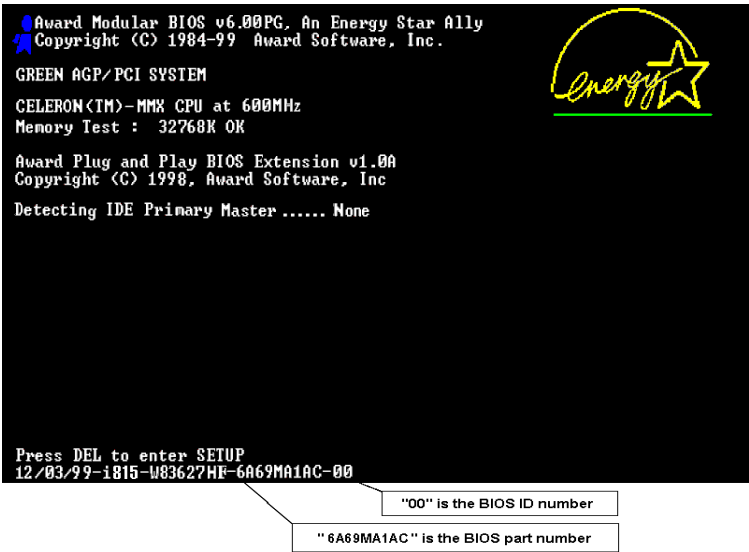 Award Modular BIOS v6.00PG, An Energy Star Ally
Copyright (C) 1984-99 Award Software, Inc.
energy
GREEN AGP/PCI SYSTEM
CELERON(TM)-MMX CPU at 600MHz
Memory Test : 32768K OK
Award Plug and Play BIOS Extension v1.0A
Copyright (C) 1998, Award Software, Inc
Detecting IDE Primary Master ...... None
Press DEL to enter SETUP
12/03/99-i815-W83627HF-6A69MA1AC-00
"00" is the BIOS ID number
"6A69MA1AC" is the BIOS part number